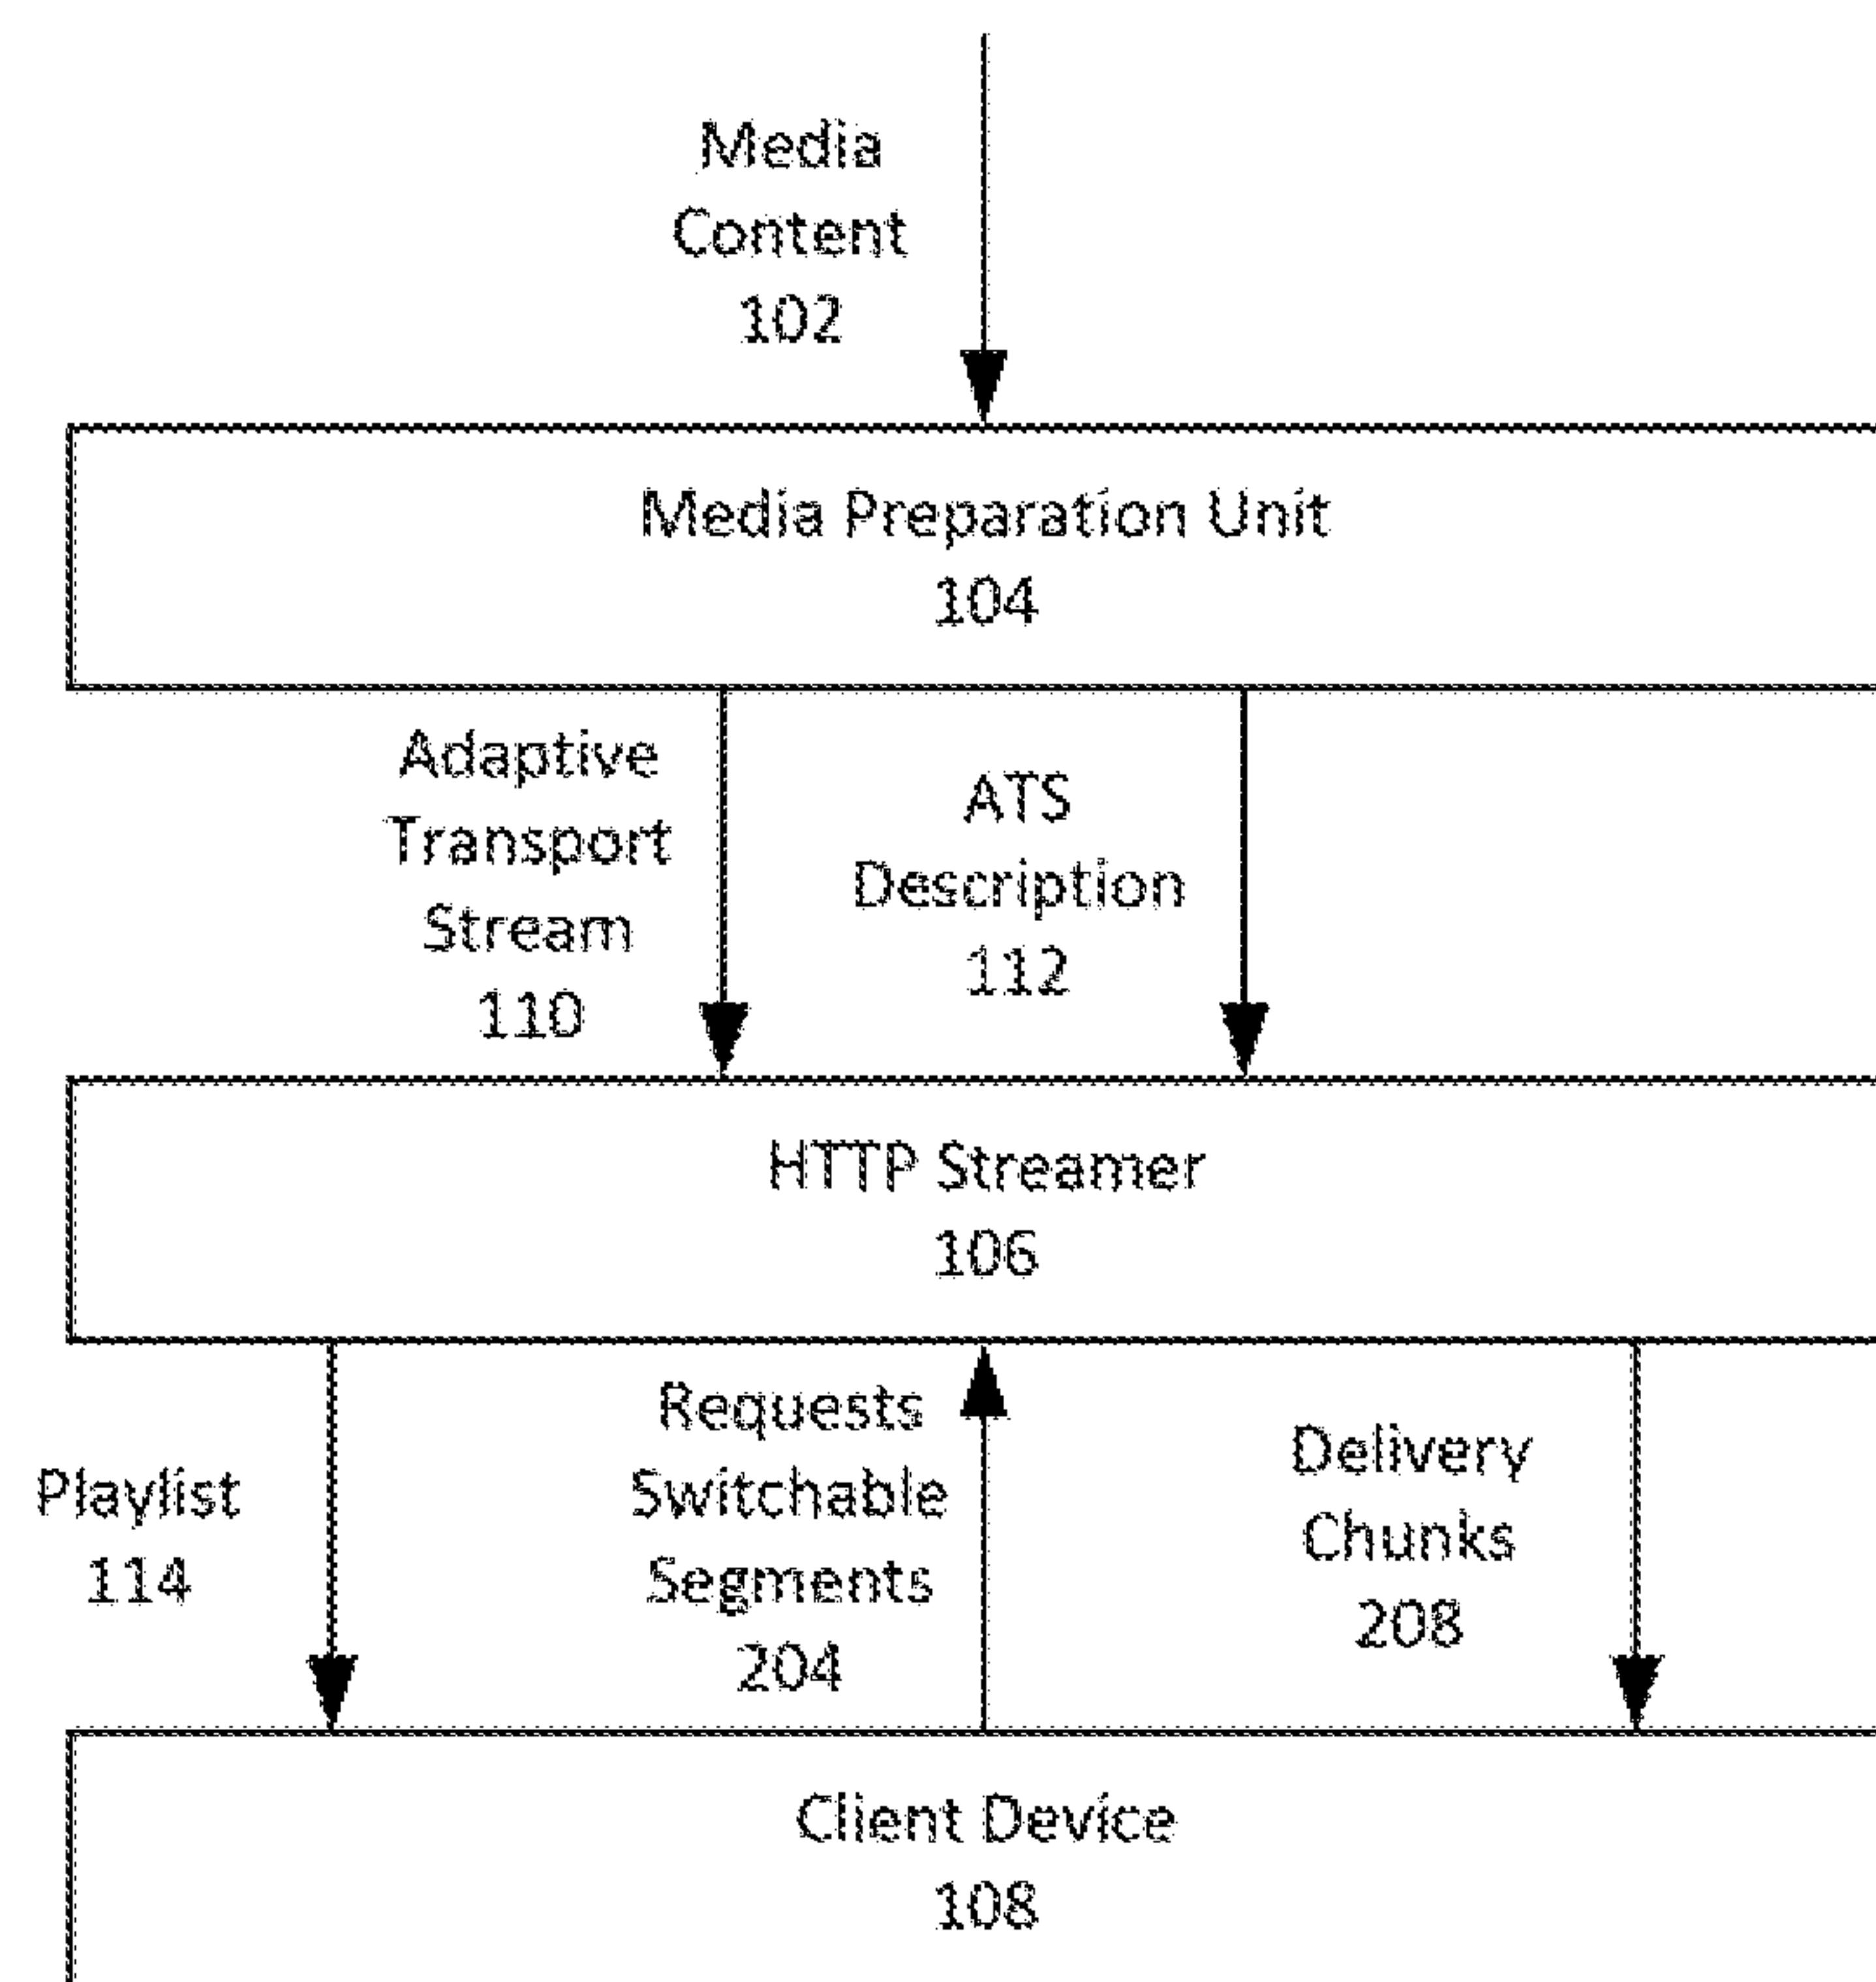 Media
Content
102
Media Preparation Unit
104
Adaptive
Transport
Stream
110
ATS
Description
112
HTTP Streamer
106
Playlist
114
Requests
Switchable
Segments
204
Delivery
Chunks
208
Client Device
108